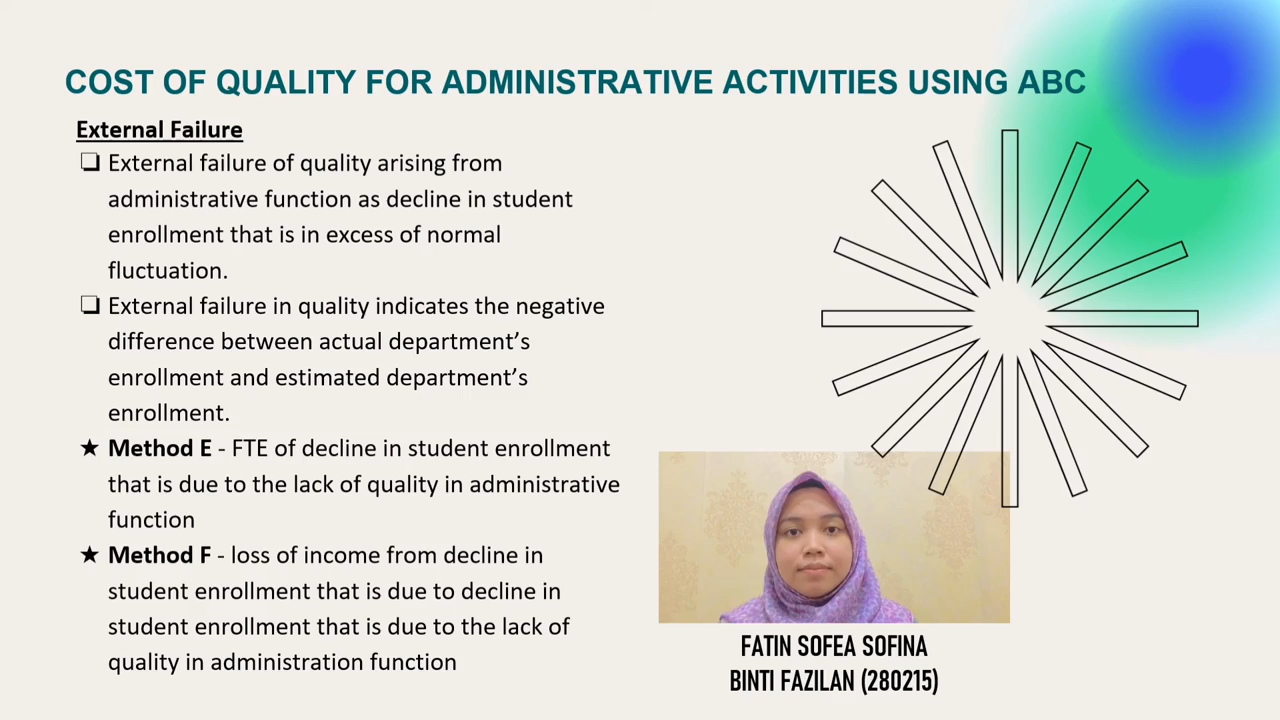 COST OF QUALITY FOR ADMINISTRATIVE ACTIVITIES USING ABC
External Failure
❏ External failure of quality arising from
administrative function as decline in student
enrollment that is in excess of normal
fluctuation.
❏ External failure in quality indicates the negative
difference between actual department’s
enrollment and estimated department’s
enrollment.
★ Method E - FTE of decline in student enrollment
that is due to the lack of quality in administrative
function
★ Method F - loss of income from decline in
student enrollment that is due to decline in
student enrollment that is due to the lack of
quality in administration function
FATIN SOFEA SOFINA
BINTI FAZILAN (280215)